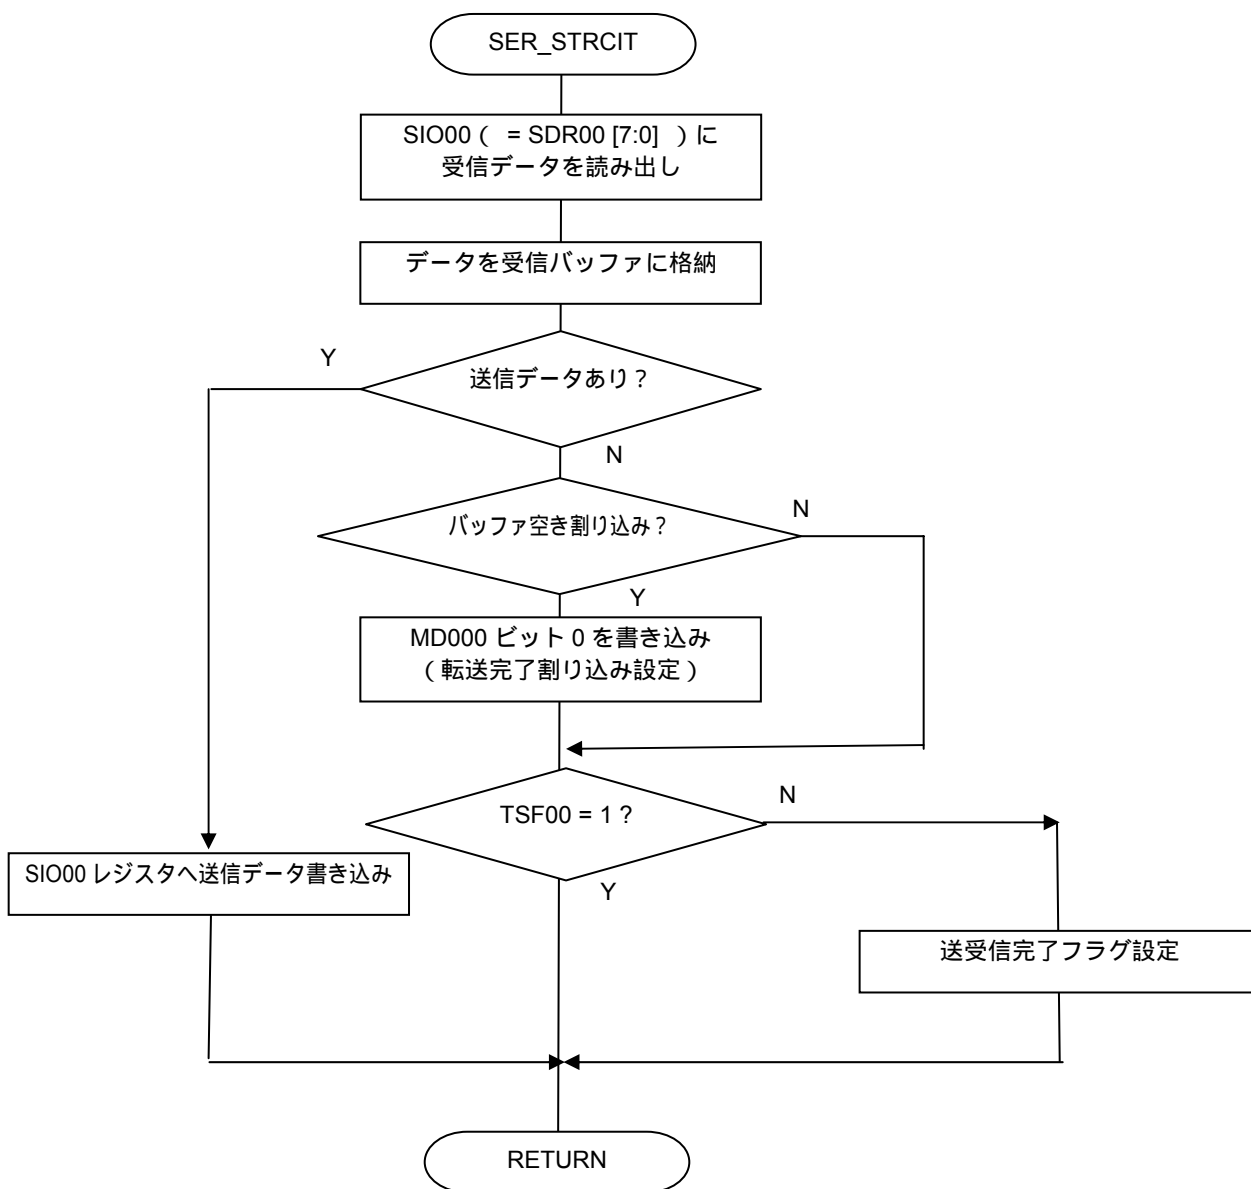 SER_STRCIT
SIO00 ( = SDR00 [7:0] ) に
受信データを読み出し
データを受信バッファに格納
送信データあり？
Y
N
バッファ空き割り込み？
N
Y
MD000 ビット 0 を書き込み
（転送完了割り込み設定）
TSF00 = 1 ?
N
Y
SIO00 レジスタへ送信データ書き込み
送受信完了フラグ設定
RETURN